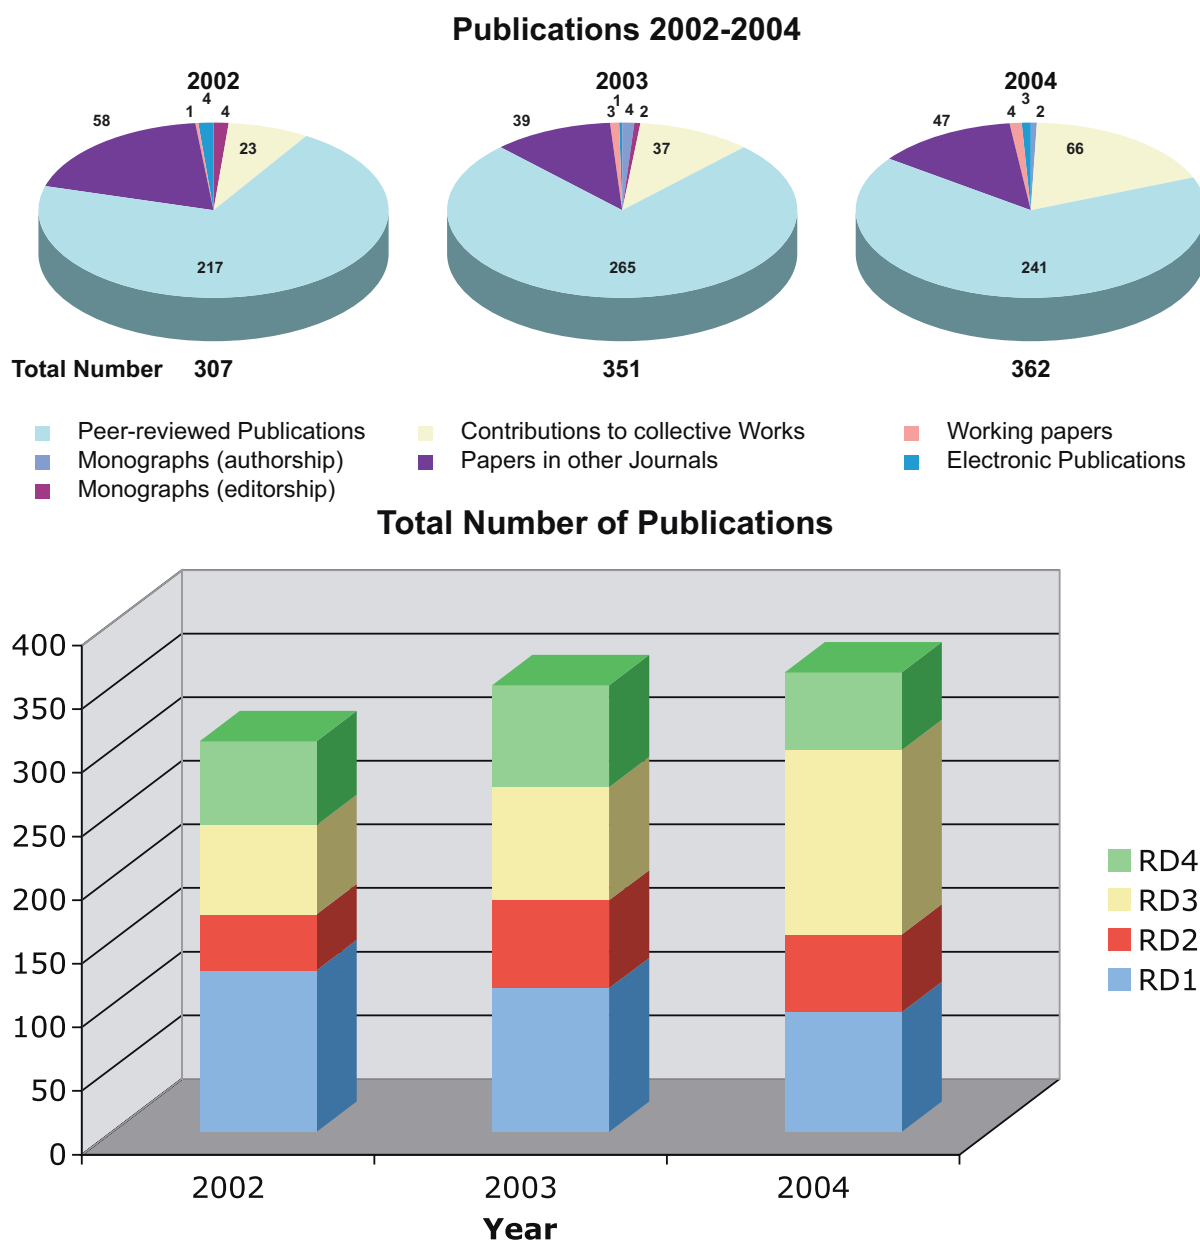 Publications 2002-2004
2002
2003
2004
58
1
4
4
23
217
39
3
1
4
2
37
265
47
4
3
2
66
241
Total Number 307 351 362
Peer-reviewed Publications
Monographs (authorship)
Monographs (editorship)
Contributions to collective Works
Papers in other Journals
Working papers
Electronic Publications
Total Number of Publications
400
350
300
250
200
150
100
50
0
2002 2003 2004
Year
RD4
RD3
RD2
RD1